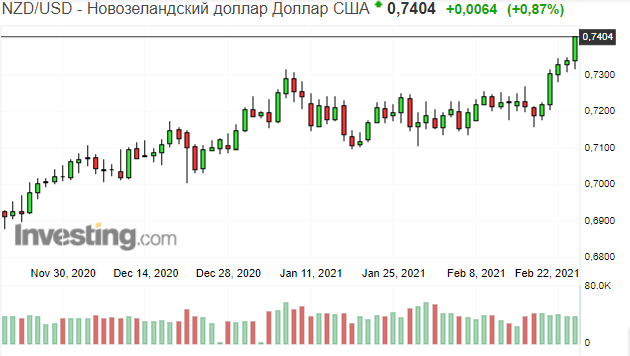 NZD/USD - Новозеландский доллар Доллар США 0,7404 +0,0064 (+0,87%)
0,7404
0,7300
0,7200
0,7100
0,7000
0,6900
0,6800
Investing.com
Nov 30, 2020 Dec 14, 2020 Dec 28, 2020 Jan 11, 2021 Jan 25, 2021 Feb 8, 2021 Feb 22, 2021
80.0K
40
0